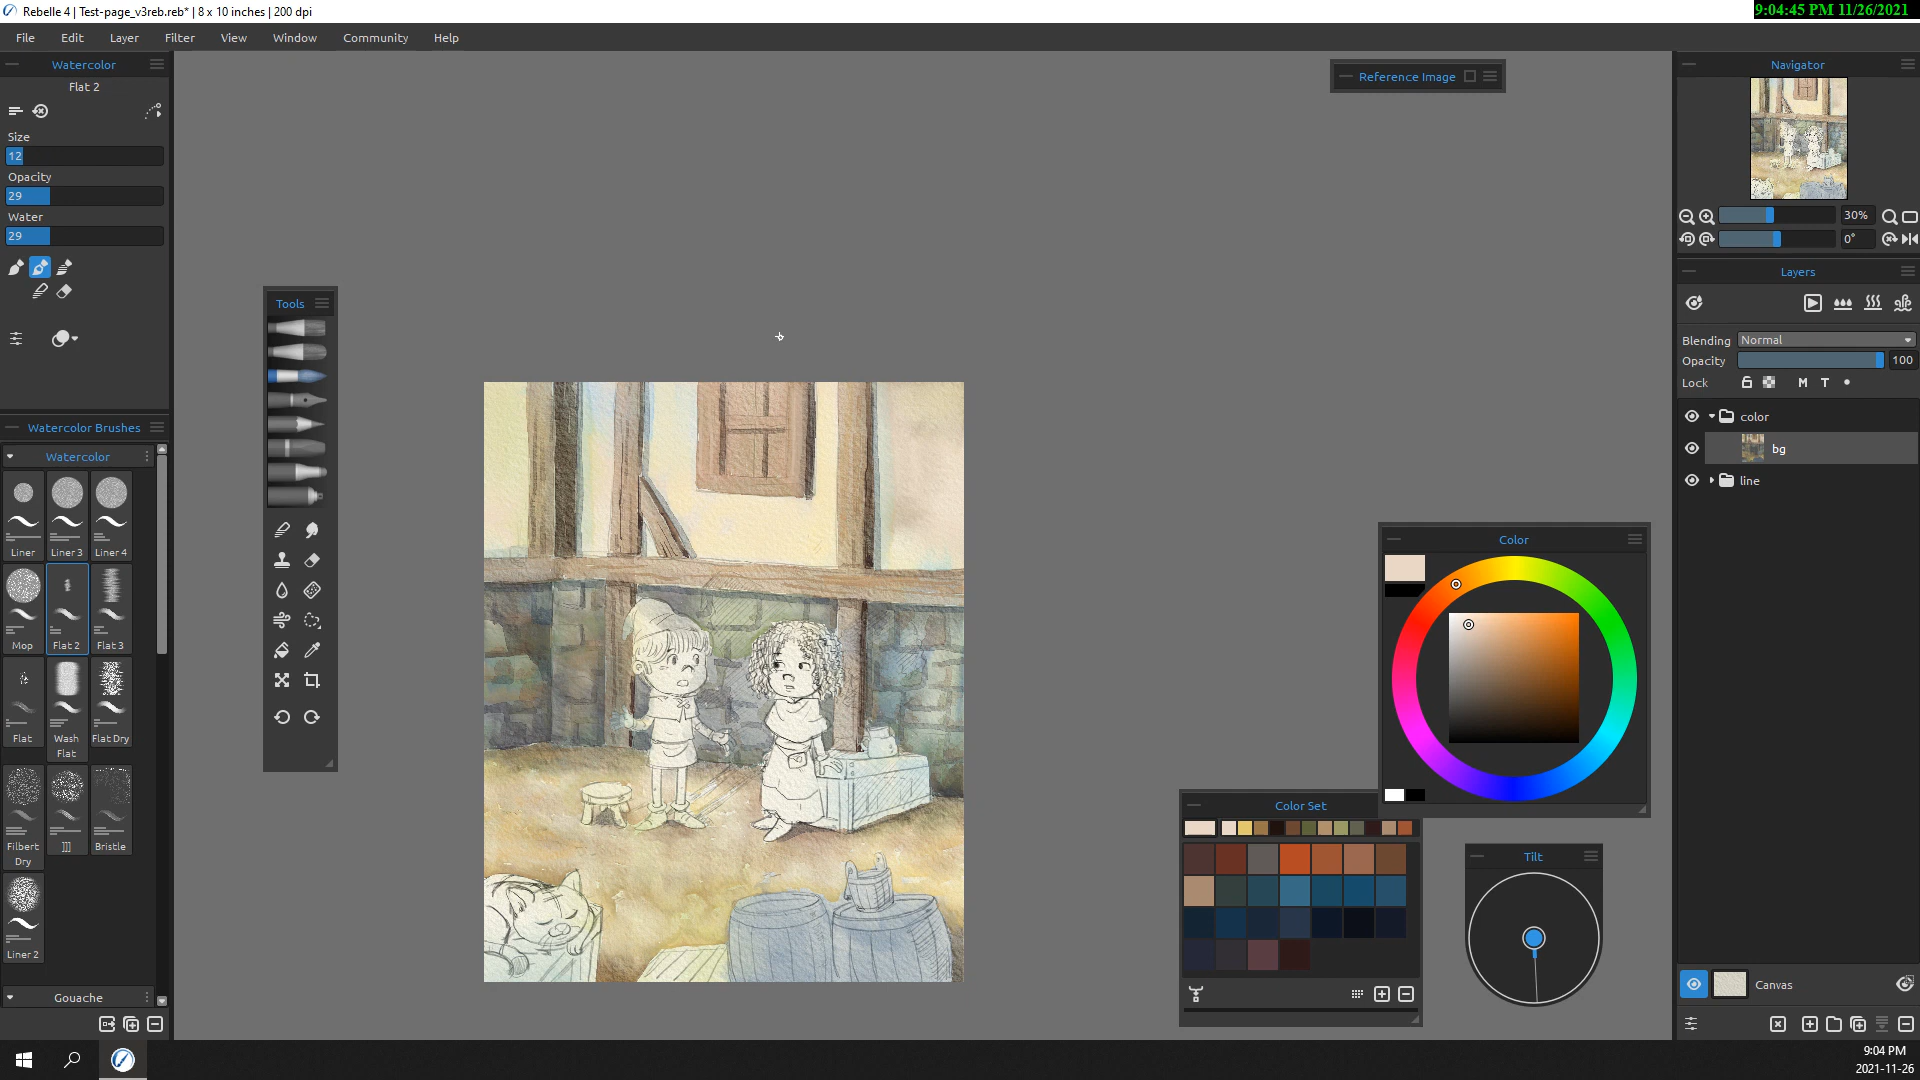 Rebelle 4 | Test-page_v3reb.reb* | 8 x 10 inches | 200 dpi
9:04:45 PM 11/26/2021
File Edit Layer Filter View Window Community Help
Watercolor
Flat 2
Size
12
Opacity
29
Water
29
Watercolor Brushes
Watercolor
Liner Liner 3 Liner 4
Mop Flat 2 Flat 3
Flat Wash Flat Flat Dry
Filbert Dry ]]] Bristle
Liner 2
Gouache
Tools
Reference Image
Color
Color Set
Tilt
Navigator
30%
0°
Layers
Blending Normal
Opacity 100
Lock M T
color
bg
line
Canvas
9:04 PM
2021-11-26